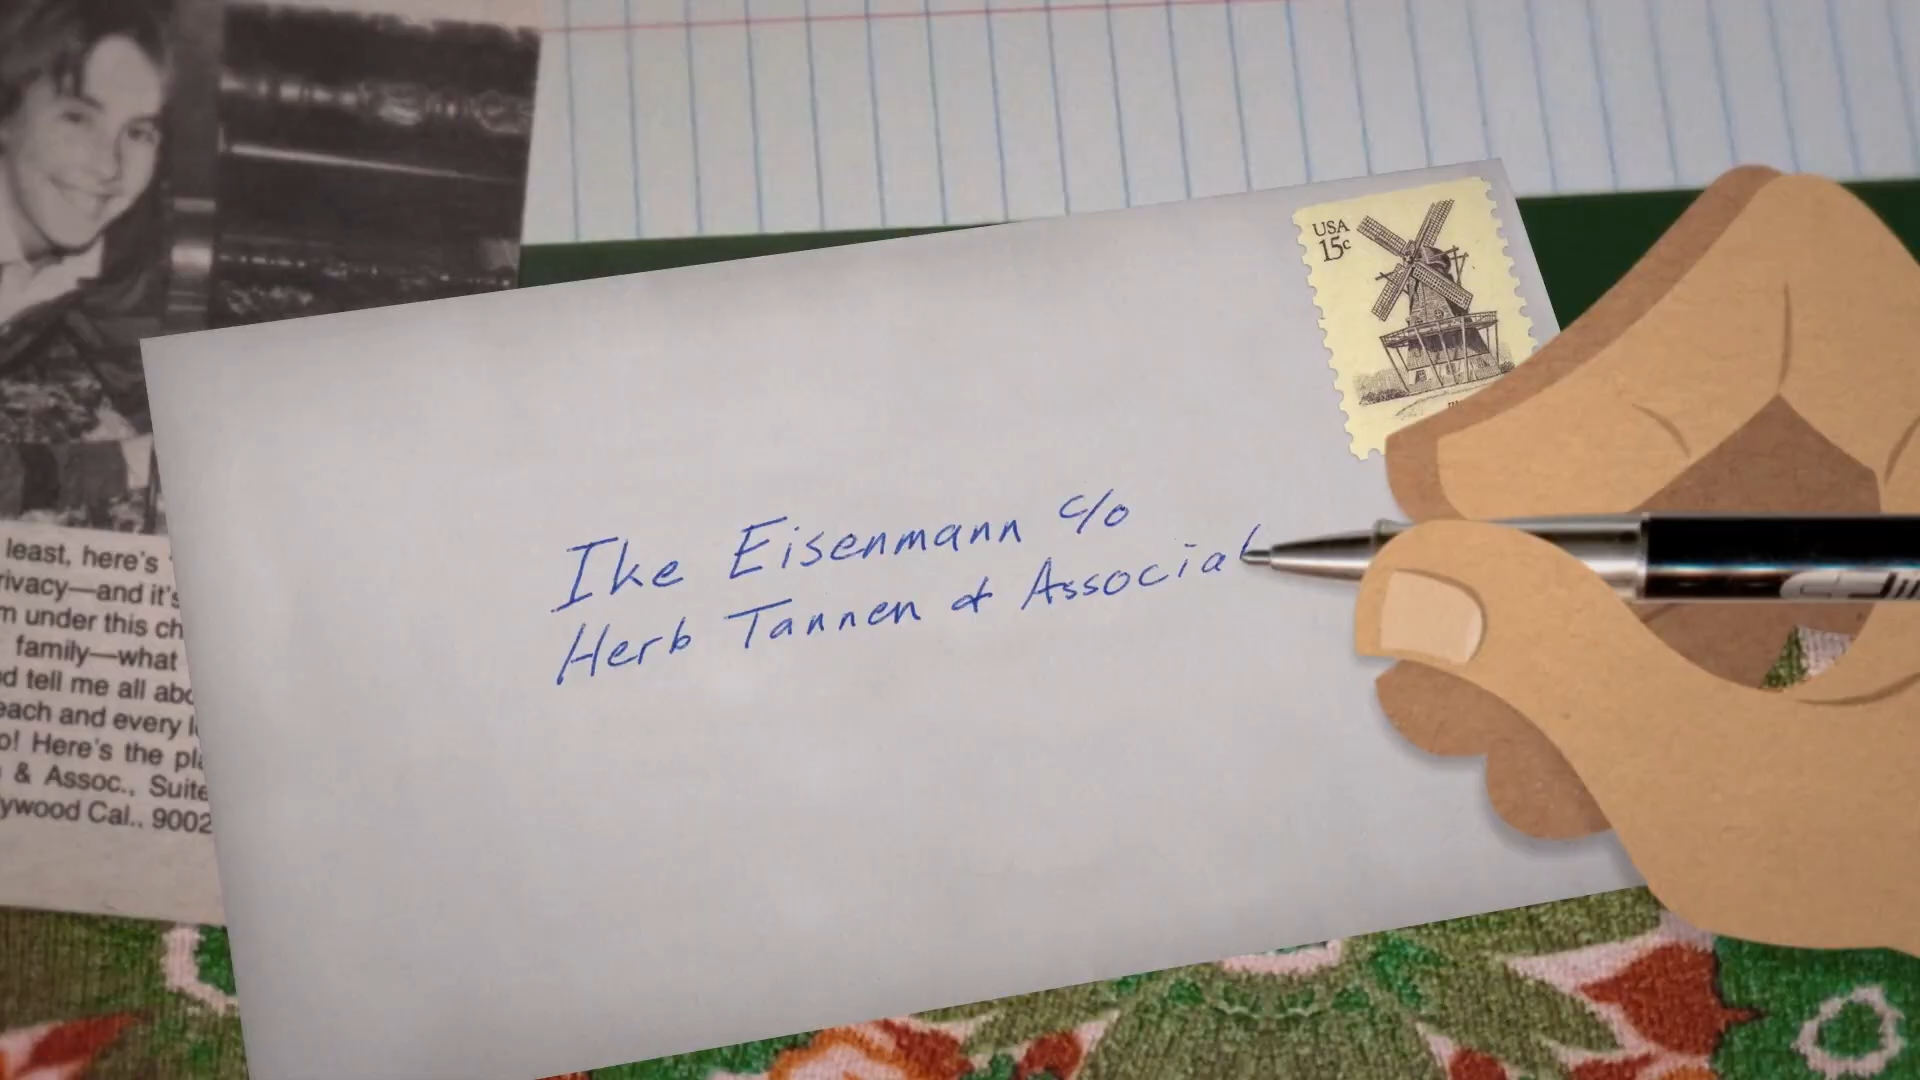 USA
15c
Ike Eisenmann c/o
Herb Tannen & Associat
least, here's
rivacy—and it's
m under this ch
family—what
d tell me all abo
each and every l
o! Here's the pla
& Assoc., Suite
ywood Cal.. 9002